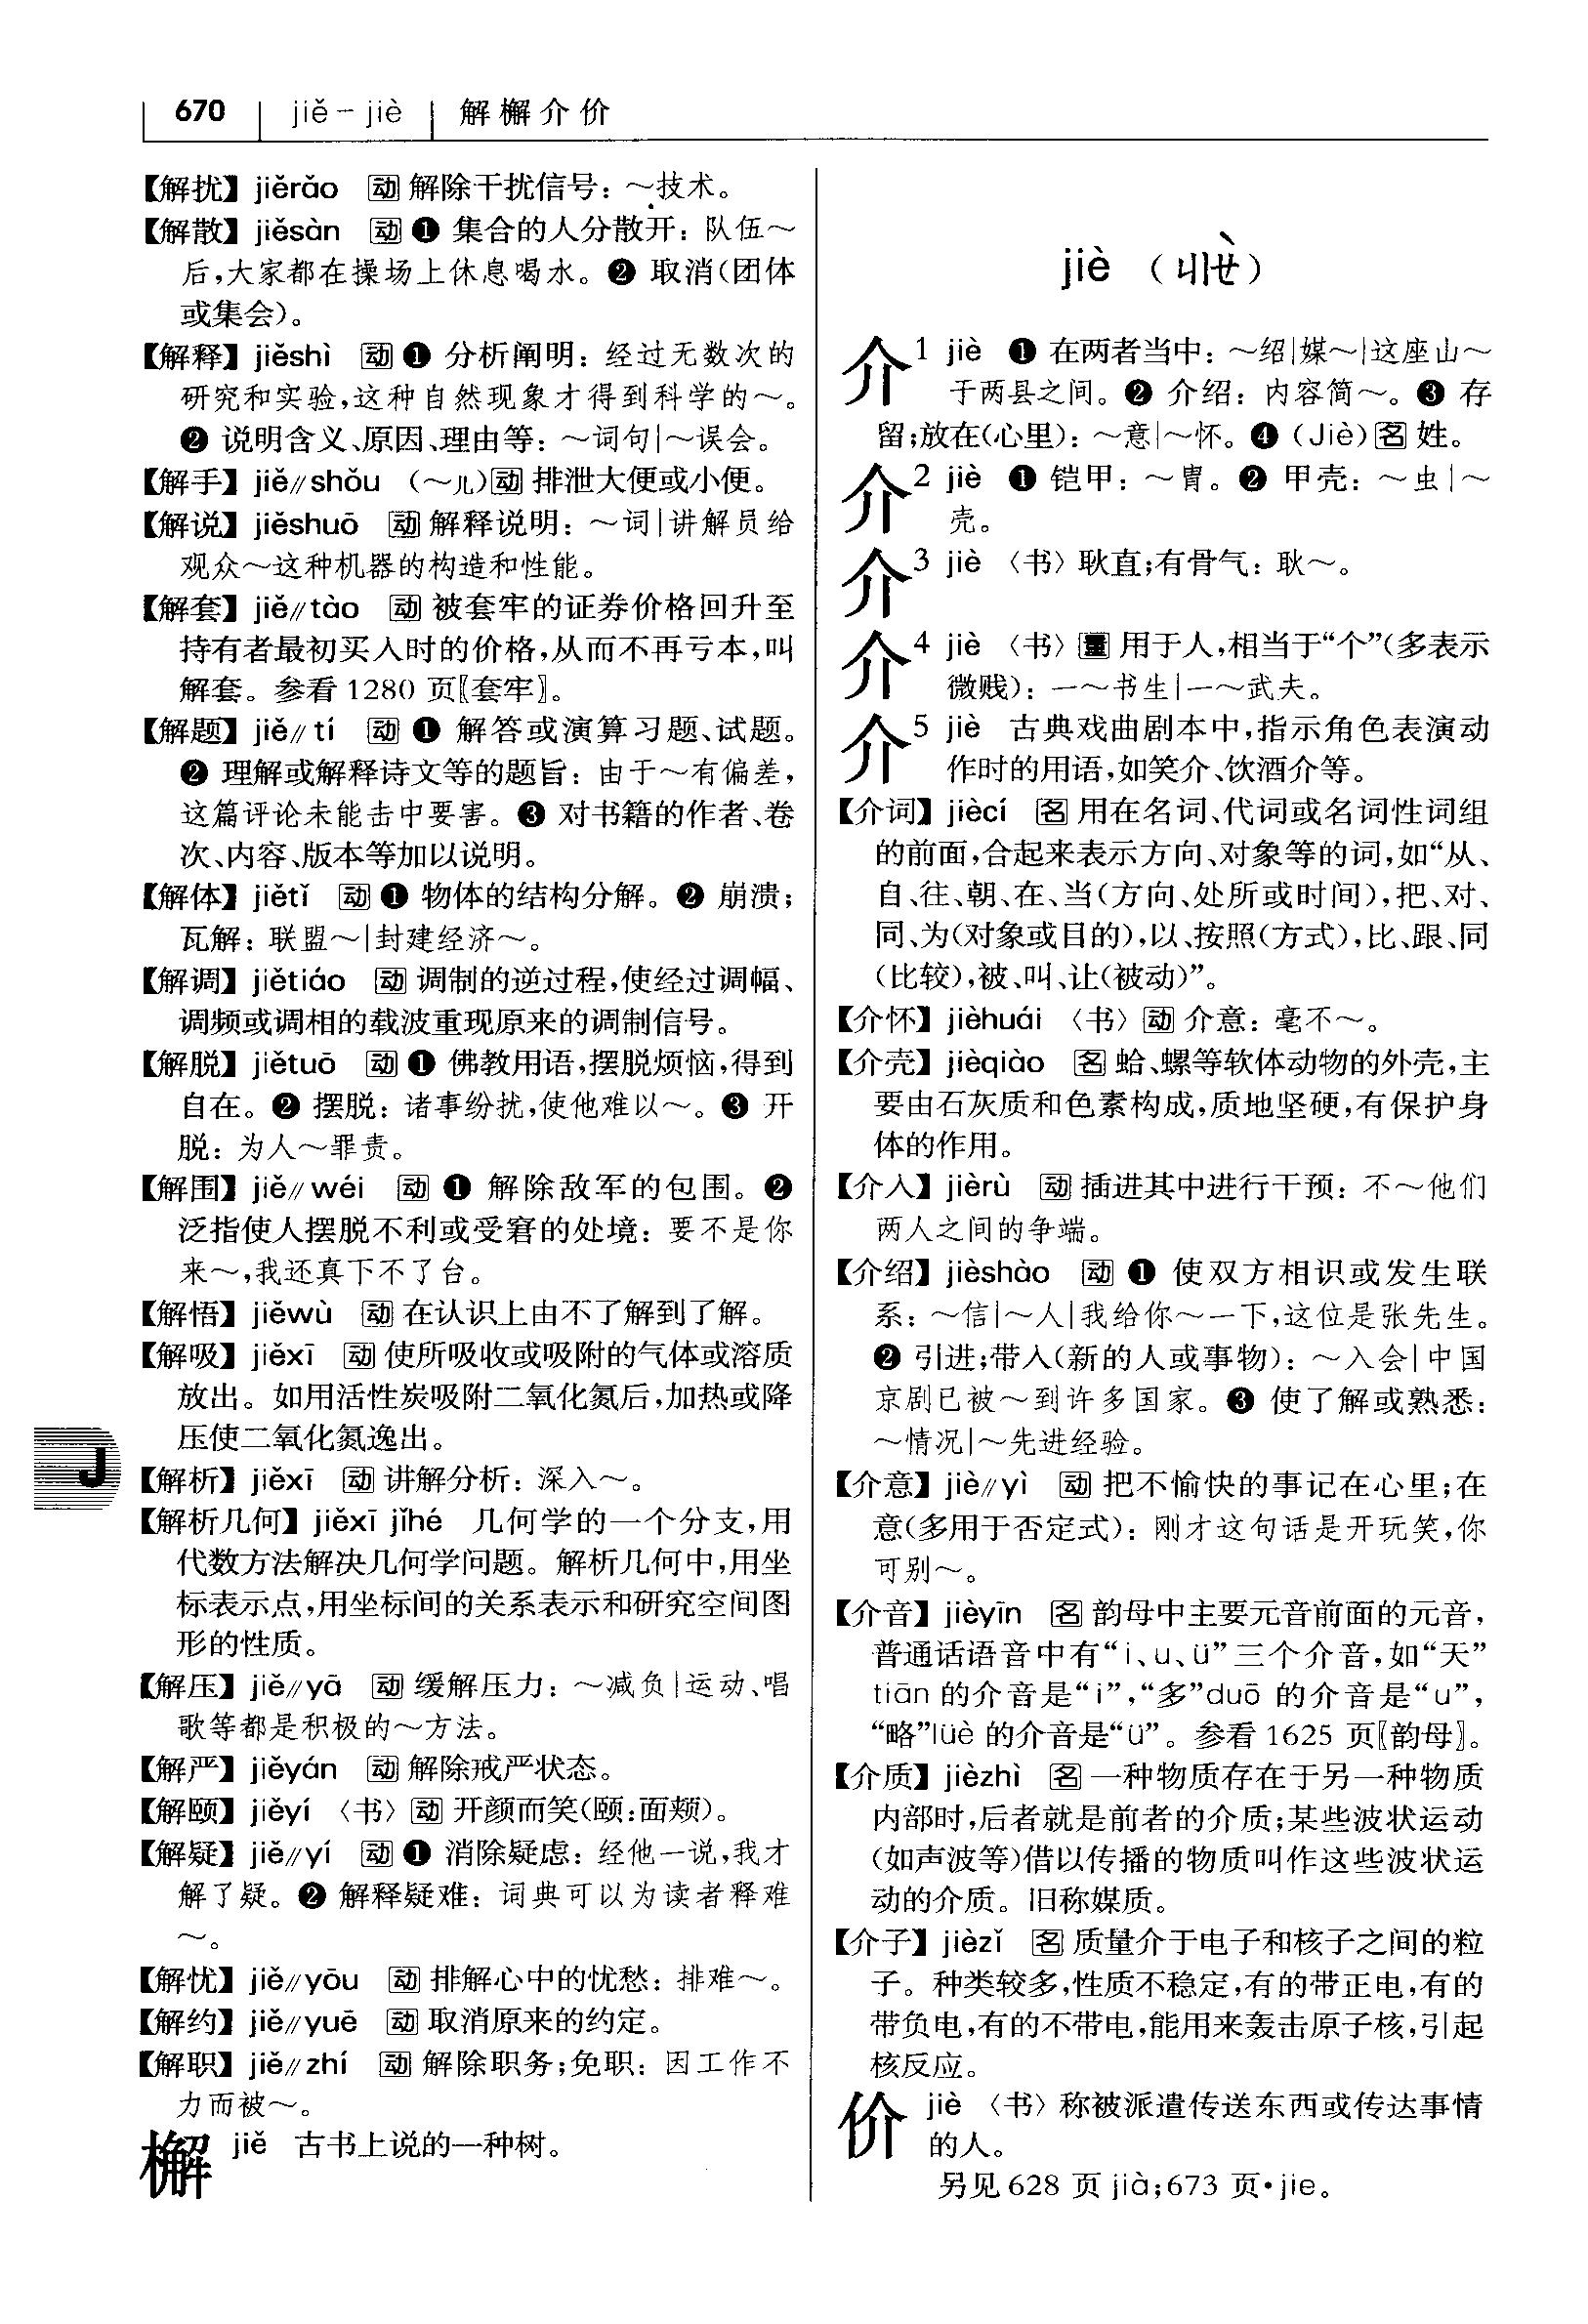 670 jiě–jiè 解檞介价
【解扰】 jiěrǎo 动 解除干扰信号：～技术。
【解散】 jiěsàn 动 ❶ 集合的人分散开：队伍～
后，大家都在操场上休息喝水。❷ 取消（团体
或集会）。
【解释】 jiěshì 动 ❶ 分析阐明：经过无数次的
研究和实验，这种自然现象才得到科学的～。
❷ 说明含义、原因、理由等：～词句|～误会。
【解手】 jiě//shǒu （～儿）动 排泄大便或小便。
【解说】 jiěshuō 动 解释说明：～词|讲解员给
观众～这种机器的构造和性能。
【解套】 jiě//tào 动 被套牢的证券价格回升至
持有者最初买入时的价格，从而不再亏本，叫
解套。参看1280页〖套牢〗。
【解题】 jiě//tí 动 ❶ 解答或演算习题、试题。
❷ 理解或解释诗文等的题旨：由于～有偏差，
这篇评论未能击中要害。❸ 对书籍的作者、卷
次、内容、版本等加以说明。
【解体】 jiětǐ 动 ❶ 物体的结构分解。❷ 崩溃；
瓦解：联盟～|封建经济～。
【解调】 jiětiáo 动 调制的逆过程，使经过调幅、
调频或调相的载波重现原来的调制信号。
【解脱】 jiětuō 动 ❶ 佛教用语，摆脱烦恼，得到
自在。❷ 摆脱：诸事纷扰，使他难以～。❸ 开
脱：为人～罪责。
【解围】 jiě//wéi 动 ❶ 解除敌军的包围。❷
泛指使人摆脱不利或受窘的处境：要不是你
来～，我还真下不了台。
【解悟】 jiěwù 动 在认识上由不了解到了解。
【解吸】 jiěxī 动 使所吸收或吸附的气体或溶质
放出。如用活性炭吸附二氧化氮后，加热或降
压使二氧化氮逸出。
【解析】 jiěxī 动 讲解分析：深入～。
【解析几何】 jiěxī jǐhé 几何学的一个分支，用
代数方法解决几何学问题。解析几何中，用坐
标表示点，用坐标间的关系表示和研究空间图
形的性质。
【解压】 jiě//yā 动 缓解压力：～减负|运动、唱
歌等都是积极的～方法。
【解严】 jiěyán 动 解除戒严状态。
【解颐】 jiěyí 〈书〉动 开颜而笑（颐：面颊）。
【解疑】 jiě//yí 动 ❶ 消除疑虑：经他一说，我才
解了疑。❷ 解释疑难：词典可以为读者释难
～。
【解忧】 jiě//yōu 动 排解心中的忧愁：排难～。
【解约】 jiě//yuē 动 取消原来的约定。
【解职】 jiě//zhí 动 解除职务；免职：因工作不
力而被～。
檞 jiě 古书上说的一种树。
J
jiè （ㄐㄧㄝˋ）
介1 jiè ❶ 在两者当中：～绍|媒～|这座山～
于两县之间。❷ 介绍：内容简～。❸ 存
留；放在（心里）：～意|～怀。❹（Jiè）名 姓。
介2 jiè ❶ 铠甲：～胄。❷ 甲壳：～虫|～
壳。
介3 jiè 〈书〉耿直；有骨气：耿～。
介4 jiè 〈书〉量 用于人，相当于“个”（多表示
微贱）：一～书生|一～武夫。
介5 jiè 古典戏曲剧本中，指示角色表演动
作时的用语，如笑介、饮酒介等。
【介词】 jiècí 名 用在名词、代词或名词性词组
的前面，合起来表示方向、对象等的词，如“从、
自、往、朝、在、当（方向、处所或时间），把、对、
同、为（对象或目的），以、按照（方式），比、跟、同
（比较），被、叫、让（被动）”。
【介怀】 jièhuái 〈书〉动 介意：毫不～。
【介壳】 jièqiào 名 蛤、螺等软体动物的外壳，主
要由石灰质和色素构成，质地坚硬，有保护身
体的作用。
【介入】 jièrù 动 插进其中进行干预：不～他们
两人之间的争端。
【介绍】 jièshào 动 ❶ 使双方相识或发生联
系：～信|～人|我给你～一下，这位是张先生。
❷ 引进；带入（新的人或事物）：～入会|中国
京剧已被～到许多国家。❸ 使了解或熟悉：
～情况|～先进经验。
【介意】 jiè//yì 动 把不愉快的事记在心里；在
意（多用于否定式）：刚才这句话是开玩笑，你
可别～。
【介音】 jièyīn 名 韵母中主要元音前面的元音，
普通话语音中有“i、u、ü”三个介音，如“天”
tiān 的介音是“i”，“多”duō 的介音是“u”，
“略”lüè 的介音是“ü”。参看1625页〖韵母〗。
【介质】 jièzhì 名 一种物质存在于另一种物质
内部时，后者就是前者的介质；某些波状运动
（如声波等）借以传播的物质叫作这些波状运
动的介质。旧称媒质。
【介子】 jièzǐ 名 质量介于电子和核子之间的粒
子。种类较多，性质不稳定，有的带正电，有的
带负电，有的不带电，能用来轰击原子核，引起
核反应。
价 jiè 〈书〉称被派遣传送东西或传达事情
的人。
另见628页 jià；673页·jie。